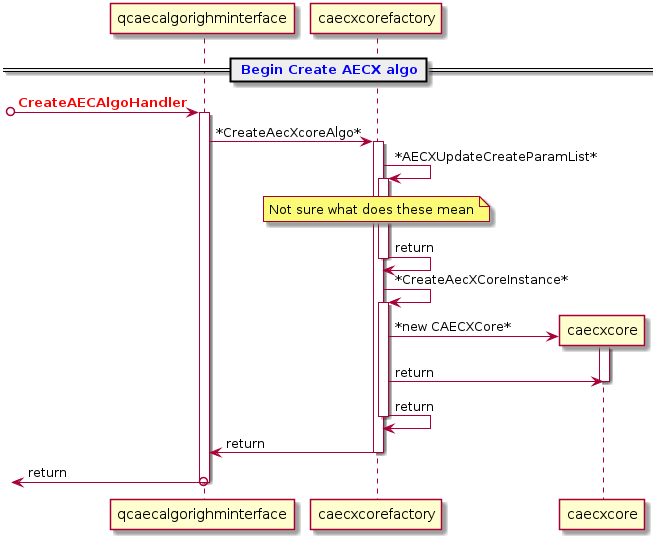 qcaecalgorighminterface
caecxcorefactory
Begin Create AECX algo
CreateAECAlgoHandler
*CreateAecXcoreAlgo*
*AECXUpdateCreateParamList*
Not sure what does these mean
return
*CreateAecXCoreInstance*
*new CAECXCore*
caecxcore
return
return
return
return
qcaecalgorighminterface
caecxcorefactory
caecxcore